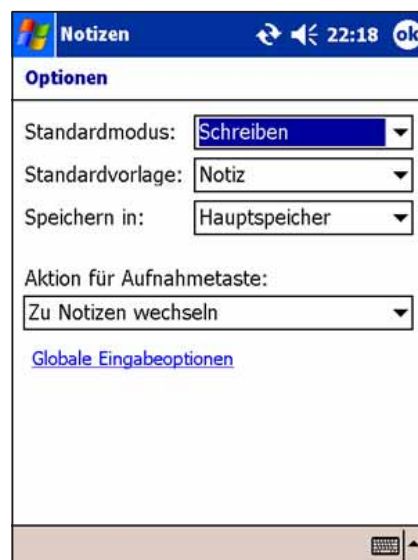 Notizen 22:18 ok
Optionen
Standardmodus: Schreiben
Standardvorlage: Notiz
Speichern in: Hauptspeicher
Aktion für Aufnahmetaste:
Zu Notizen wechseln
Globale Eingabeoptionen